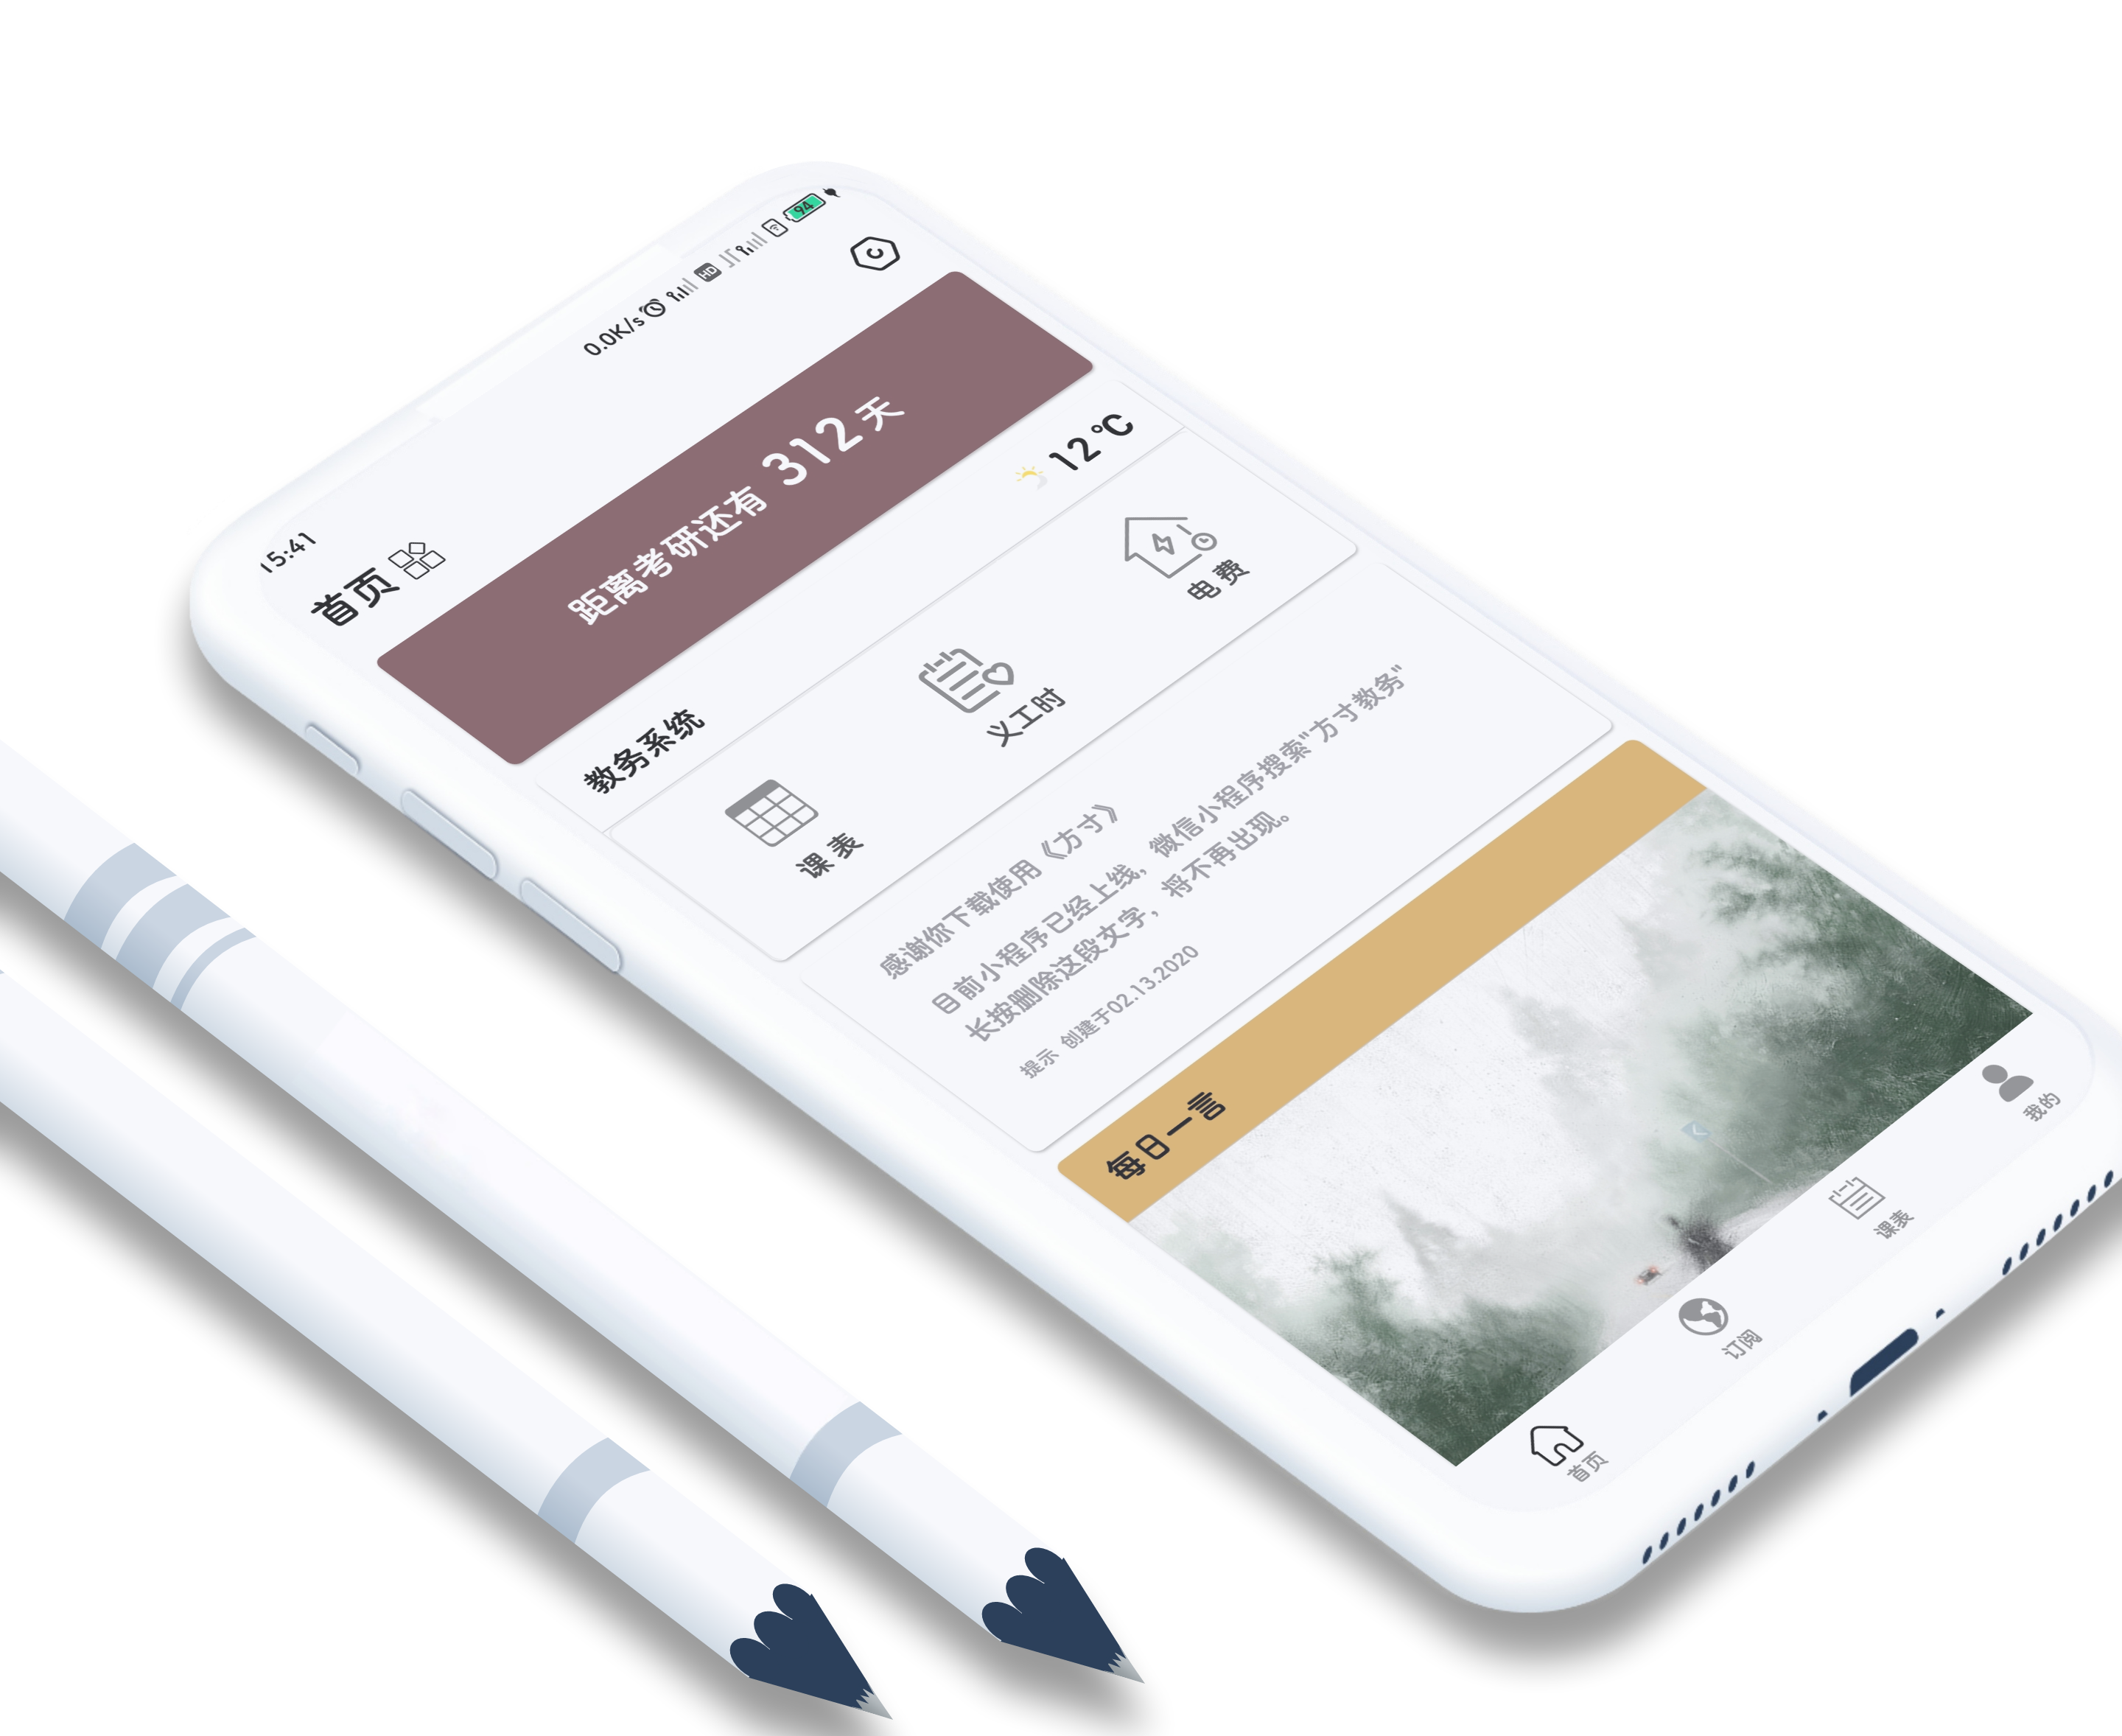 15:41
0.0K/s HD 94
首页
C
距离考研还有 312 天
教务系统
12°C
课表
义工时
电费
感谢你下载使用《方寸》
目前小程序已经上线，微信小程序搜索"方寸教务"
长按删除这段文字，将不再出现。
提示 创建于02.13.2020
每日一言
首页
订阅
课表
我的